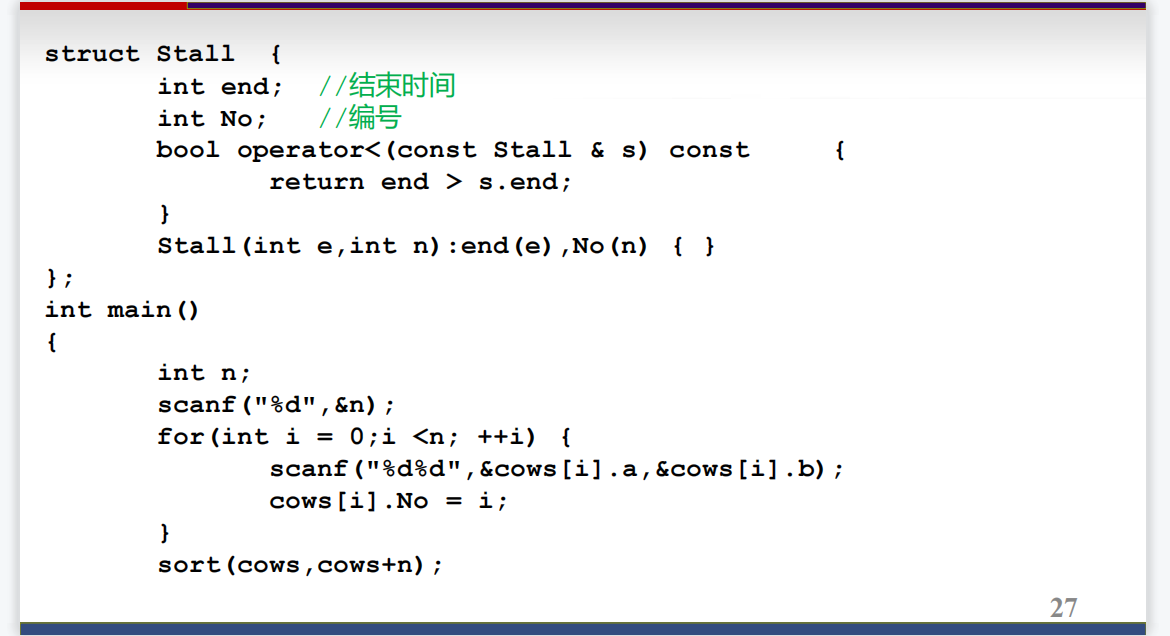 struct Stall {
int end; //结束时间
int No; //编号
bool operator<(const Stall & s) const {
return end > s.end;
}
Stall(int e,int n):end(e),No(n) { }
};
int main()
{
int n;
scanf("%d",&n);
for(int i = 0;i <n; ++i) {
scanf("%d%d",&cows[i].a,&cows[i].b);
cows[i].No = i;
}
sort(cows,cows+n);
27